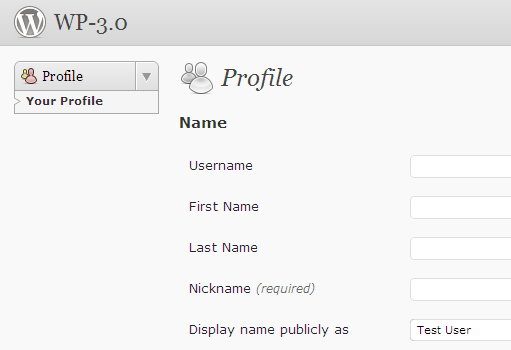 WP-3.0
Profile
Your Profile
Profile
Name
Username
First Name
Last Name
Nickname (required)
Display name publicly as Test User